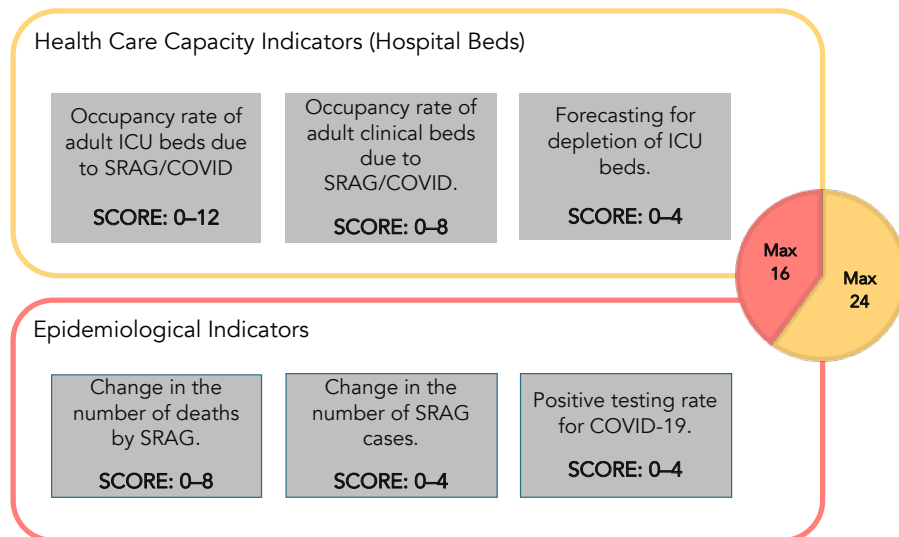 Health Care Capacity Indicators (Hospital Beds)
Occupancy rate of
adult ICU beds due
to SRAG/COVID
SCORE: 0–12
Occupancy rate of
adult clinical beds
due to
SRAG/COVID.
SCORE: 0–8
Forecasting for
depletion of ICU
beds.
SCORE: 0–4
Max
16
Max
24
Epidemiological Indicators
Change in the
number of deaths
by SRAG.
SCORE: 0–8
Change in the
number of SRAG
cases.
SCORE: 0–4
Positive testing rate
for COVID-19.
SCORE: 0–4